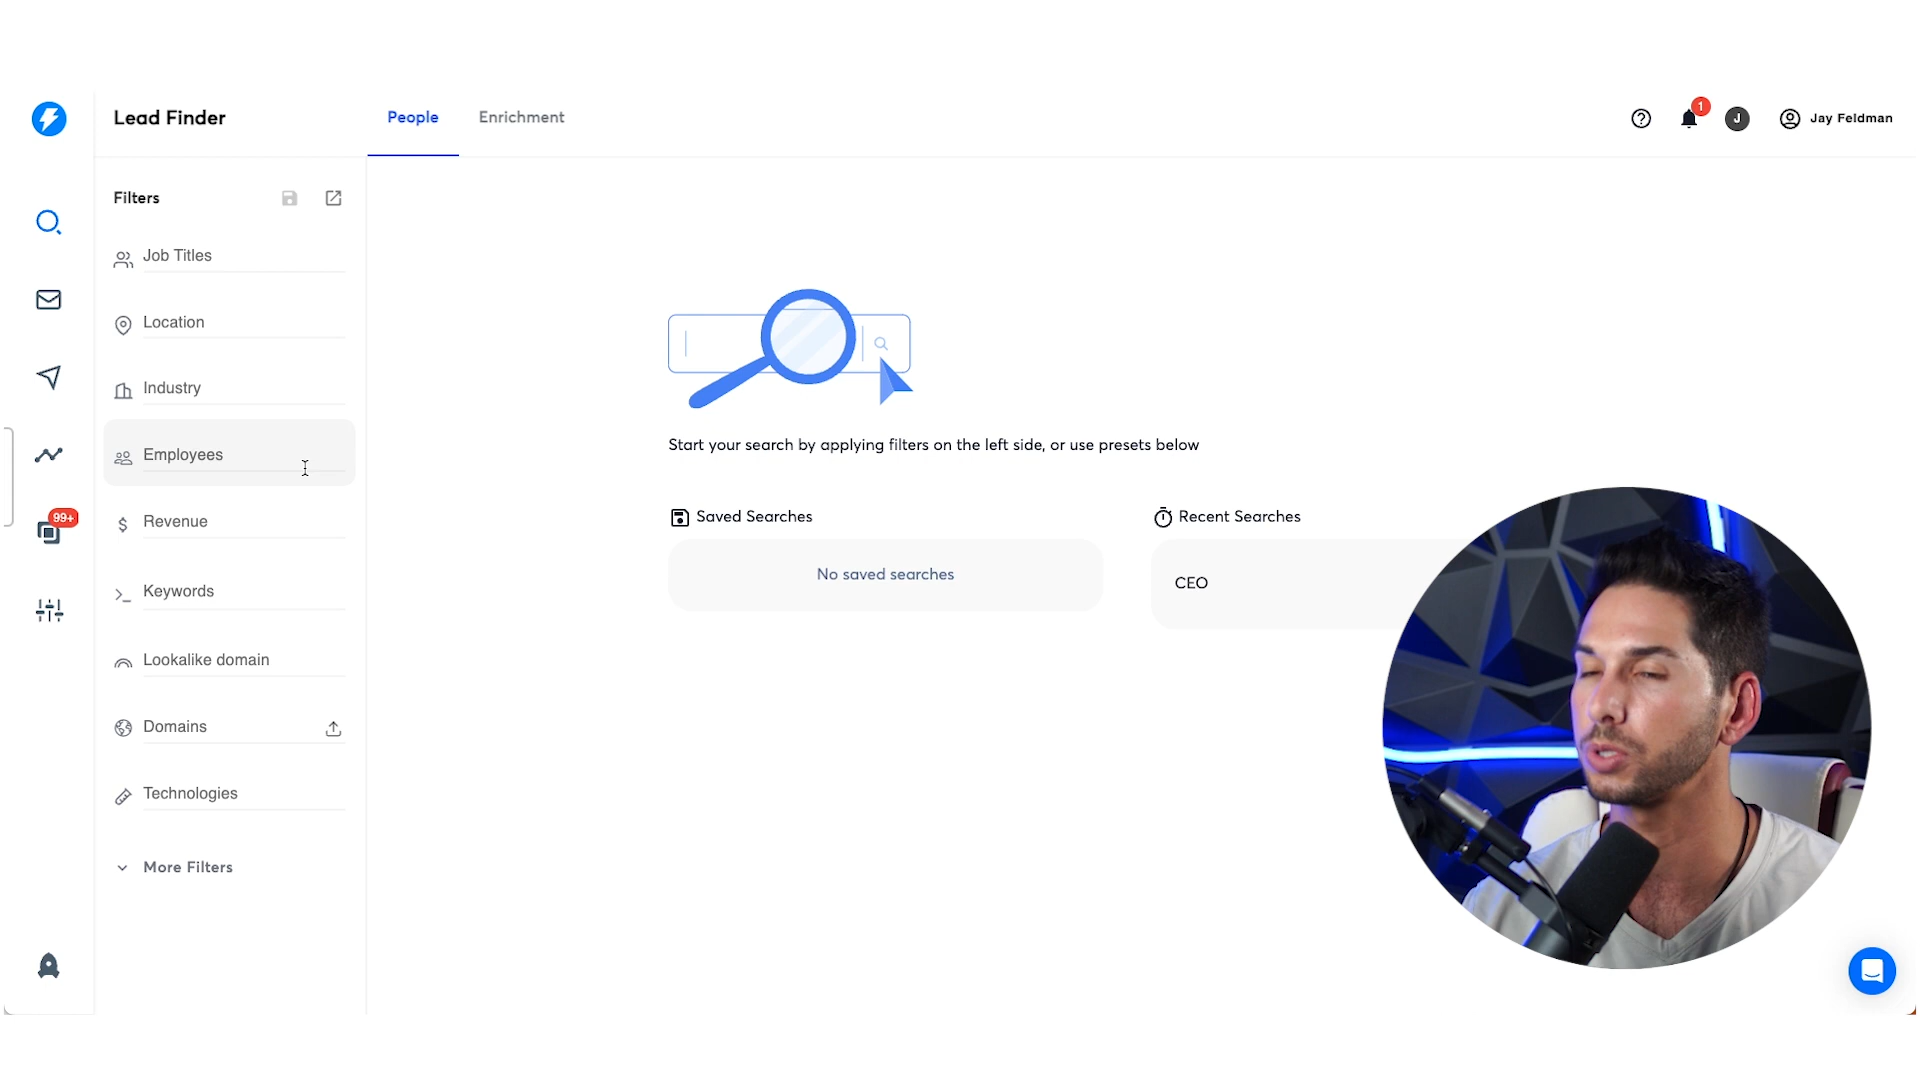 Lead Finder
People
Enrichment
1
J
Jay Feldman
Filters
Job Titles
Location
Industry
Employees
Revenue
99+
Keywords
Lookalike domain
Domains
Technologies
More Filters
Start your search by applying filters on the left side, or use presets below
Saved Searches
No saved searches
Recent Searches
CEO